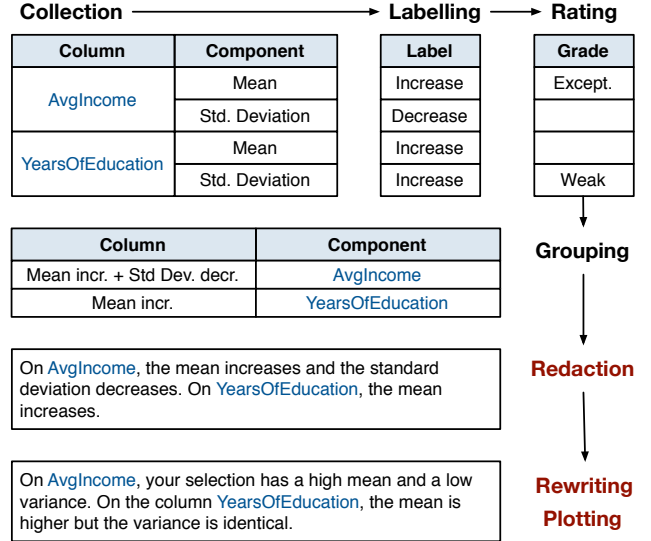 Collection Labelling Rating
Column Component Label Grade
AvgIncome Mean Increase Except.
Std. Deviation Decrease
YearsOfEducation Mean Increase
Std. Deviation Increase Weak
Column Component
Grouping
Mean incr. + Std Dev. decr. AvgIncome
Mean incr. YearsOfEducation
On AvgIncome, the mean increases and the standard
deviation decreases. On YearsOfEducation, the mean
increases.
Redaction
On AvgIncome, your selection has a high mean and a low
variance. On the column YearsOfEducation, the mean is
higher but the variance is identical.
Rewriting
Plotting